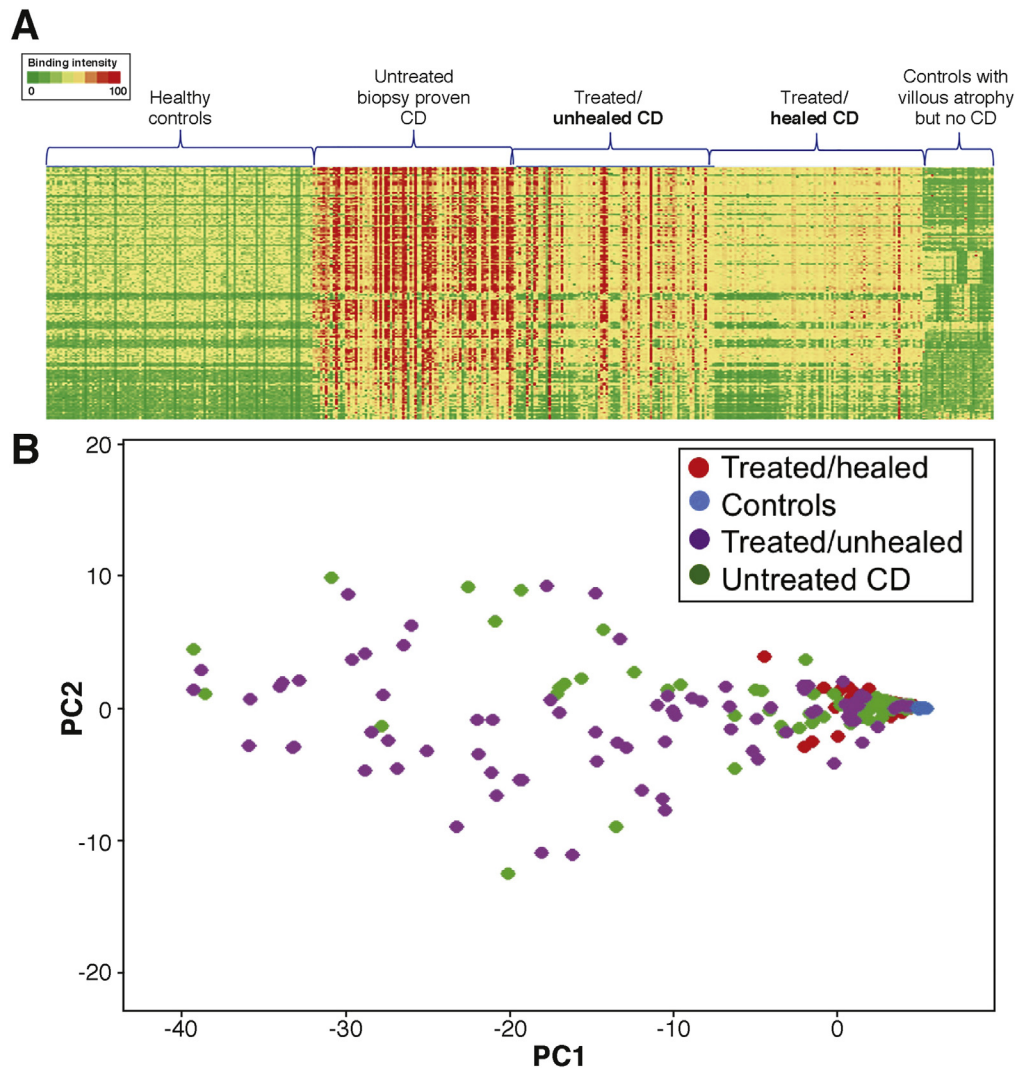 A
Binding intensity
0 100
Healthy
controls
Untreated
biopsy proven
CD
Treated/
unhealed CD
Treated/
healed CD
Controls with
villous atrophy
but no CD
B
20
10
0
-10
-20
PC2
Treated/healed
Controls
Treated/unhealed
Untreated CD
-40 -30 -20 -10 0
PC1